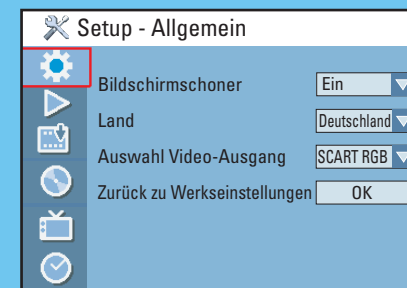 Setup - Allgemein
Bildschirmschoner Ein
Land Deutschland
Auswahl Video-Ausgang SCART RGB
Zurück zu Werkseinstellungen OK